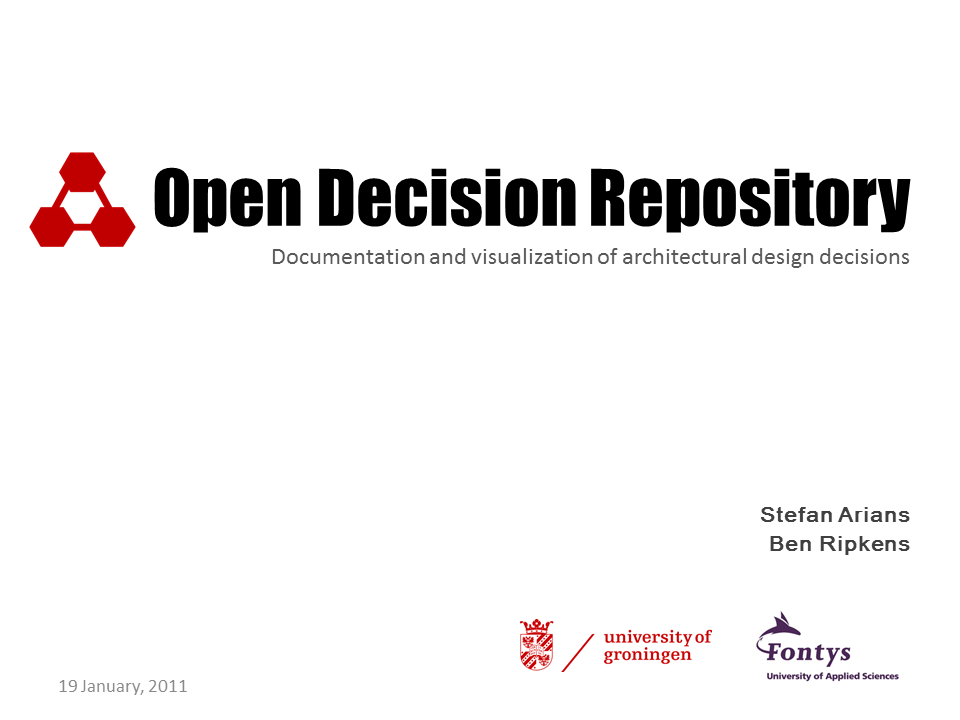 Open Decision Repository
Documentation and visualization of architectural design decisions
Stefan Arians
Ben Ripkens
university of
groningen
Fontys
University of Applied Sciences
19 January, 2011